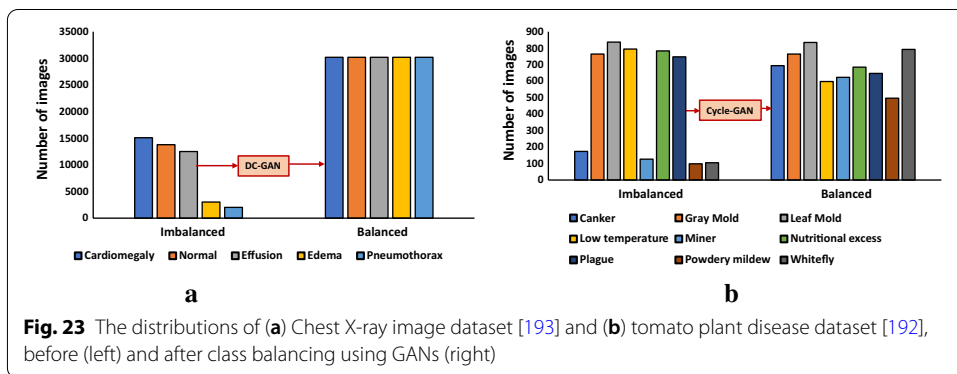 Number of images
35000
30000
25000
20000
15000
10000
5000
0
DC-GAN
Imbalanced Balanced
Cardiomegaly Normal Effusion Edema Pneumothorax
a
Number of images
900
800
700
600
500
400
300
200
100
0
Cycle-GAN
Imbalanced Balanced
Canker Gray Mold Leaf Mold
Low temperature Miner Nutritional excess
Plague Powdery mildew Whitefly
b
Fig. 23 The distributions of (a) Chest X-ray image dataset [193] and (b) tomato plant disease dataset [192],
before (left) and after class balancing using GANs (right)